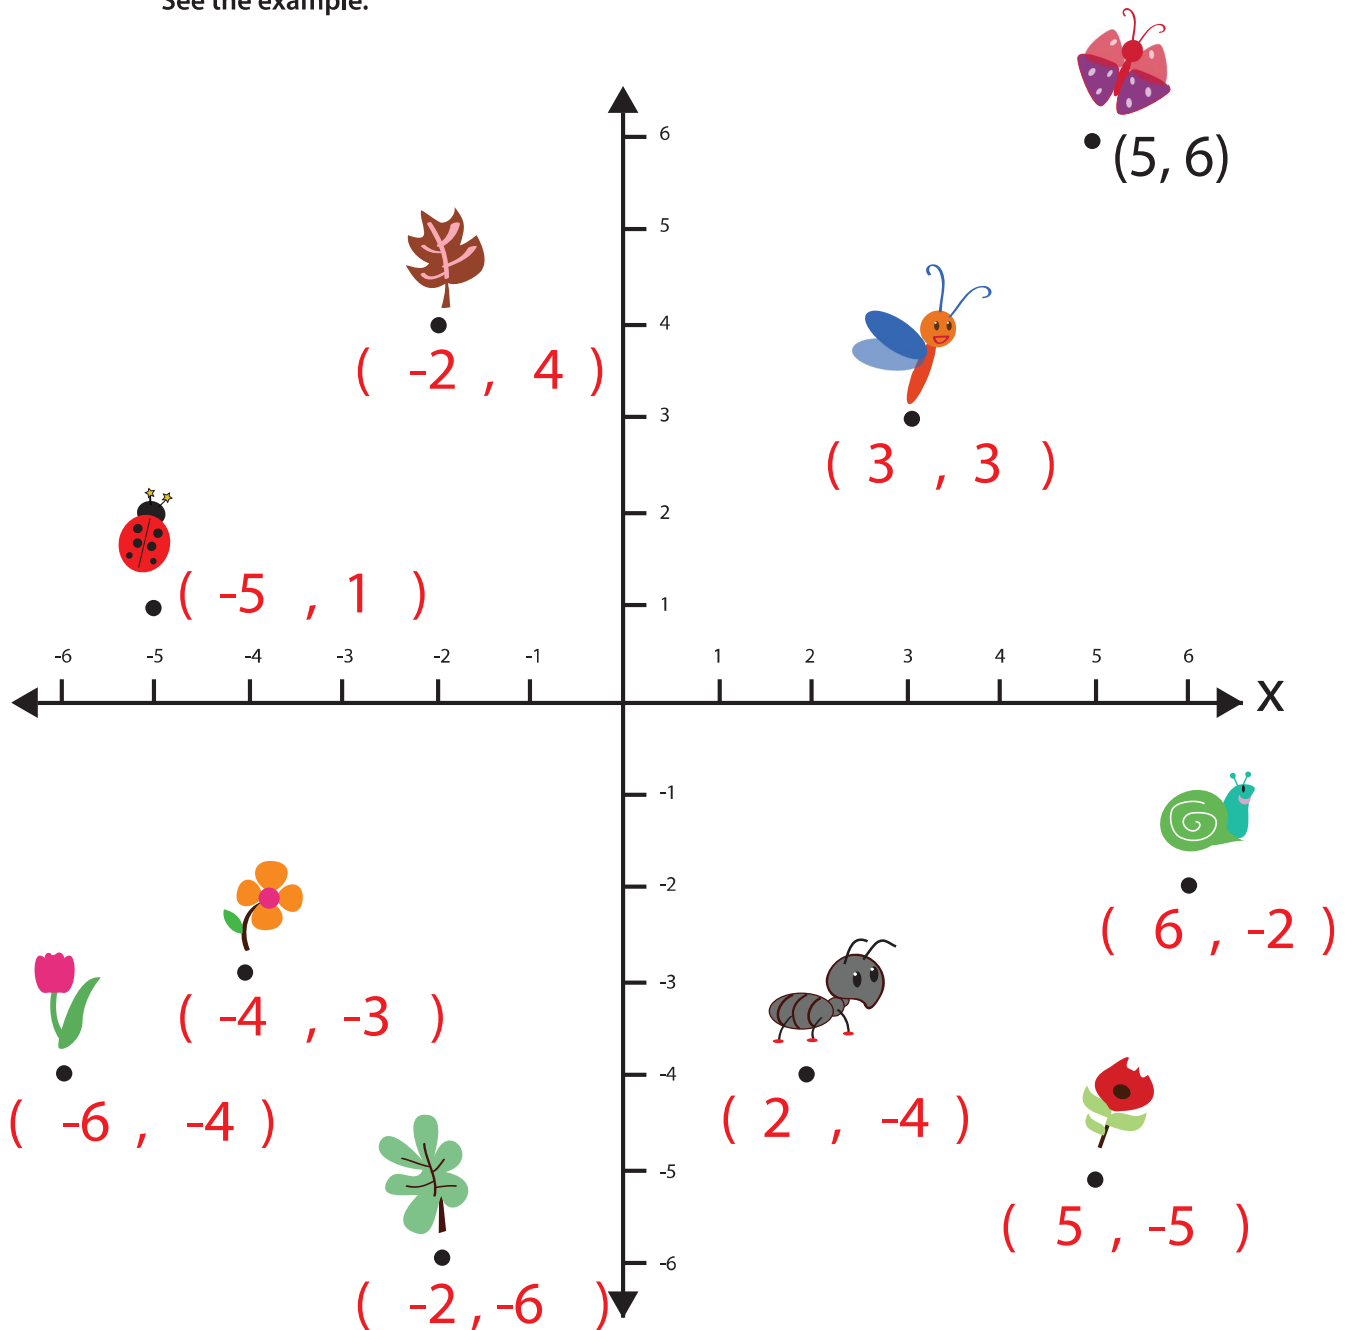 See the example.
6
(5, 6)
5
4
( -2 , 4 )
3
( 3 , 3 )
2
( -5 , 1 )
1
-6 -5 -4 -3 -2 -1 1 2 3 4 5 6
X
-1
-2
( 6 , -2 )
-3
( -4 , -3 )
-4
( -6 , -4 )
( 2 , -4 )
-5
( 5 , -5 )
-6
( -2 , -6 )